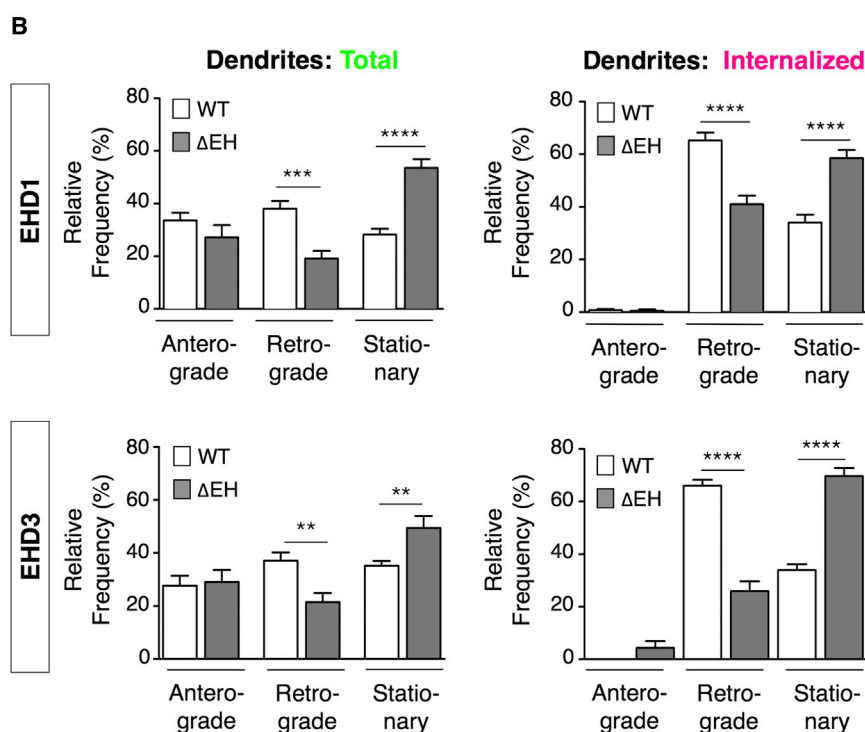 B
Dendrites: Total
EHD1
Relative
Frequency (%)
80
60
40
20
0
WT
ΔEH
***
****
Antero-
grade
Retro-
grade
Statio-
nary
Dendrites: Internalized
Relative
Frequency (%)
80
60
40
20
0
WT
ΔEH
****
****
Antero-
grade
Retro-
grade
Statio-
nary
EHD3
Relative
Frequency (%)
80
60
40
20
0
WT
ΔEH
**
**
Antero-
grade
Retro-
grade
Statio-
nary
Relative
Frequency (%)
80
60
40
20
0
WT
ΔEH
****
****
Antero-
grade
Retro-
grade
Statio-
nary